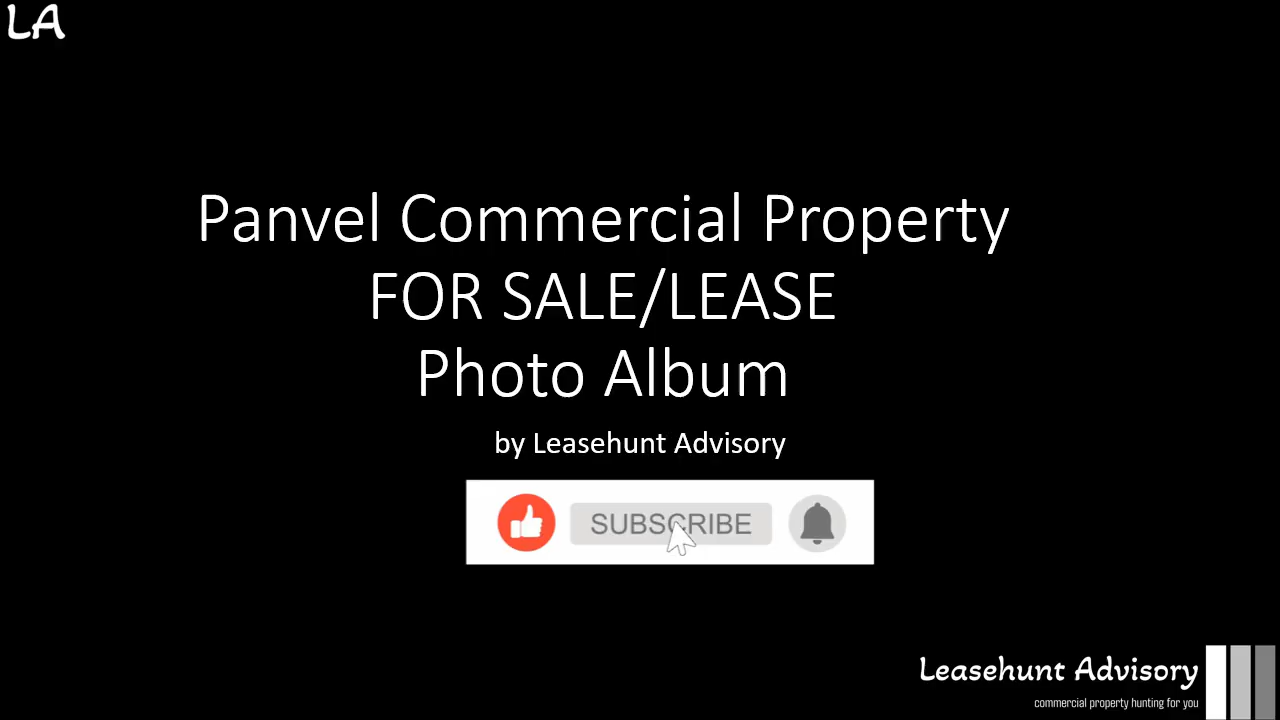 LA
Panvel Commercial Property
FOR SALE/LEASE
Photo Album
by Leasehunt Advisory
SUBSCRIBE
Leasehunt Advisory
commercial property hunting for you